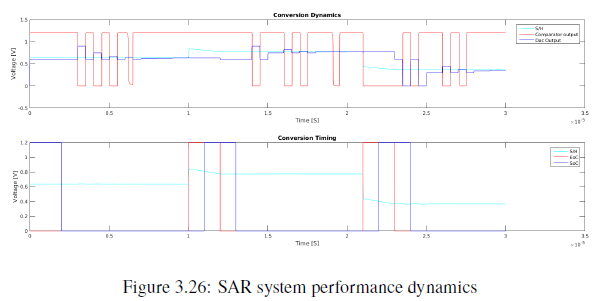 Conversion Dynamics
1.5
1
0.5
0
-0.5
Voltage [V]
0
0.5
1
1.5
2
2.5
3
3.5
Time [S]
×10⁻⁵
S/H
Comparator output
Dac Output
Conversion Timing
1.2
1
0.8
0.6
0.4
0.2
0
Voltage [V]
0
0.5
1
1.5
2
2.5
3
3.5
Time [S]
×10⁻⁵
S/H
EoC
SoC
Figure 3.26: SAR system performance dynamics